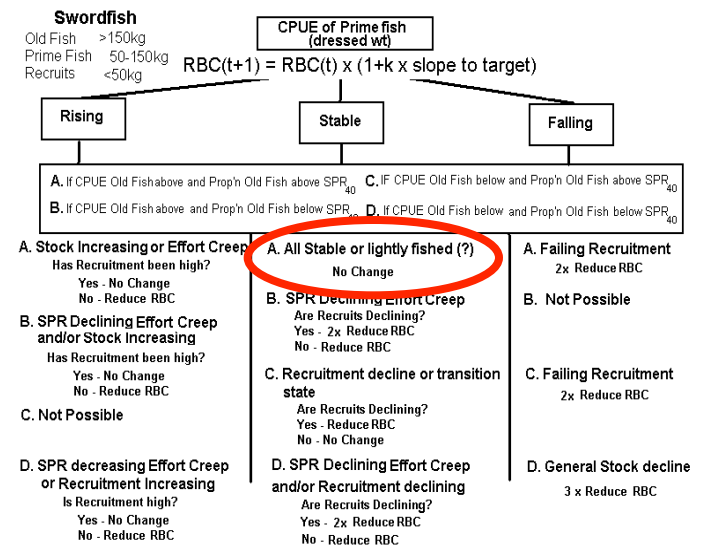 Swordfish
Old Fish >150kg
Prime Fish 50-150kg
Recruits <50kg
CPUE of Prime fish
(dressed wt)
RBC(t+1) = RBC(t) x (1+k x slope to target)
Rising
Stable
Falling
A. If CPUE Old Fish above and Prop'n Old Fish above SPR40
C. IF CPUE Old Fish below and Prop'n Old Fish above SPR40
B. If CPUE Old Fish above and Prop'n Old Fish below SPR40
D. If CPUE Old Fish below and Prop'n Old Fish below SPR40
A. Stock Increasing or Effort Creep
Has Recruitment been high?
Yes - No Change
No - Reduce RBC
B. SPR Declining Effort Creep
and/or Stock Increasing
Has Recruitment been high?
Yes - No Change
No - Reduce RBC
C. Not Possible
D. SPR decreasing Effort Creep
or Recruitment Increasing
Is Recruitment high?
Yes - No Change
No - Reduce RBC
A. All Stable or lightly fished (?)
No Change
B. SPR Declining Effort Creep
Are Recruits Declining?
Yes - 2x Reduce RBC
No - Reduce RBC
C. Recruitment decline or transition
state
Are Recruits Declining?
Yes - Reduce RBC
No - No Change
D. SPR Declining Effort Creep
and/or Recruitment declining
Are Recruits Declining?
Yes - 2x Reduce RBC
No - Reduce RBC
A. Failing Recruitment
2x Reduce RBC
B. Not Possible
C. Failing Recruitment
2x Reduce RBC
D. General Stock decline
3 x Reduce RBC